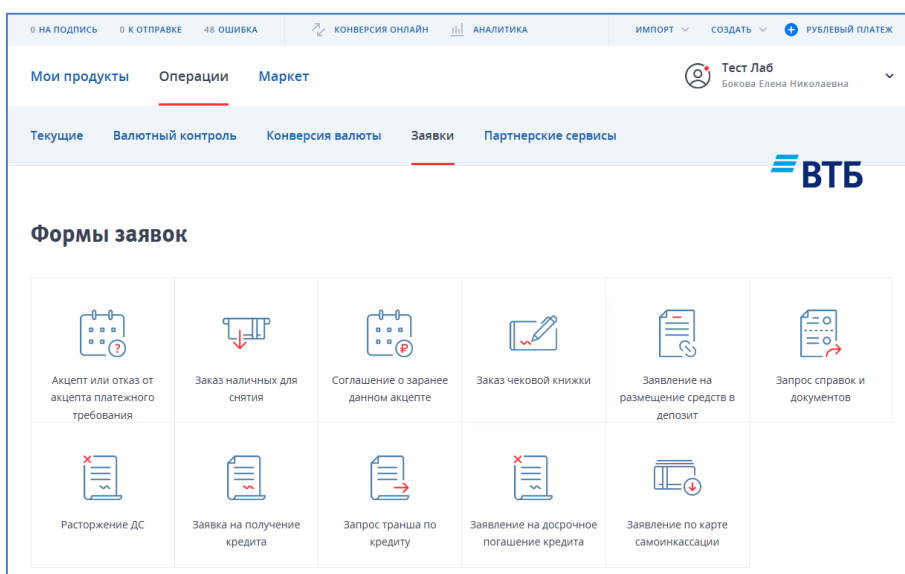 0 НА ПОДПИСЬ 0 К ОТПРАВКЕ 48 ОШИБКА КОНВЕРСИЯ ОНЛАЙН АНАЛИТИКА ИМПОРТ СОЗДАТЬ РУБЛЕВЫЙ ПЛАТЕЖ
Мои продукты Операции Маркет
Тест Лаб
Бокова Елена Николаевна
Текущие Валютный контроль Конверсия валюты Заявки Партнерские сервисы
ВТБ
Формы заявок
Акцепт или отказ от
акцепта платежного
требования
Заказ наличных для
снятия
Соглашение о заранее
данном акцепте
Заказ чековой книжки
Заявление на
размещение средств в
депозит
Запрос справок и
документов
Расторжение ДС
Заявка на получение
кредита
Запрос транша по
кредиту
Заявление на досрочное
погашение кредита
Заявление по карте
самоинкассации